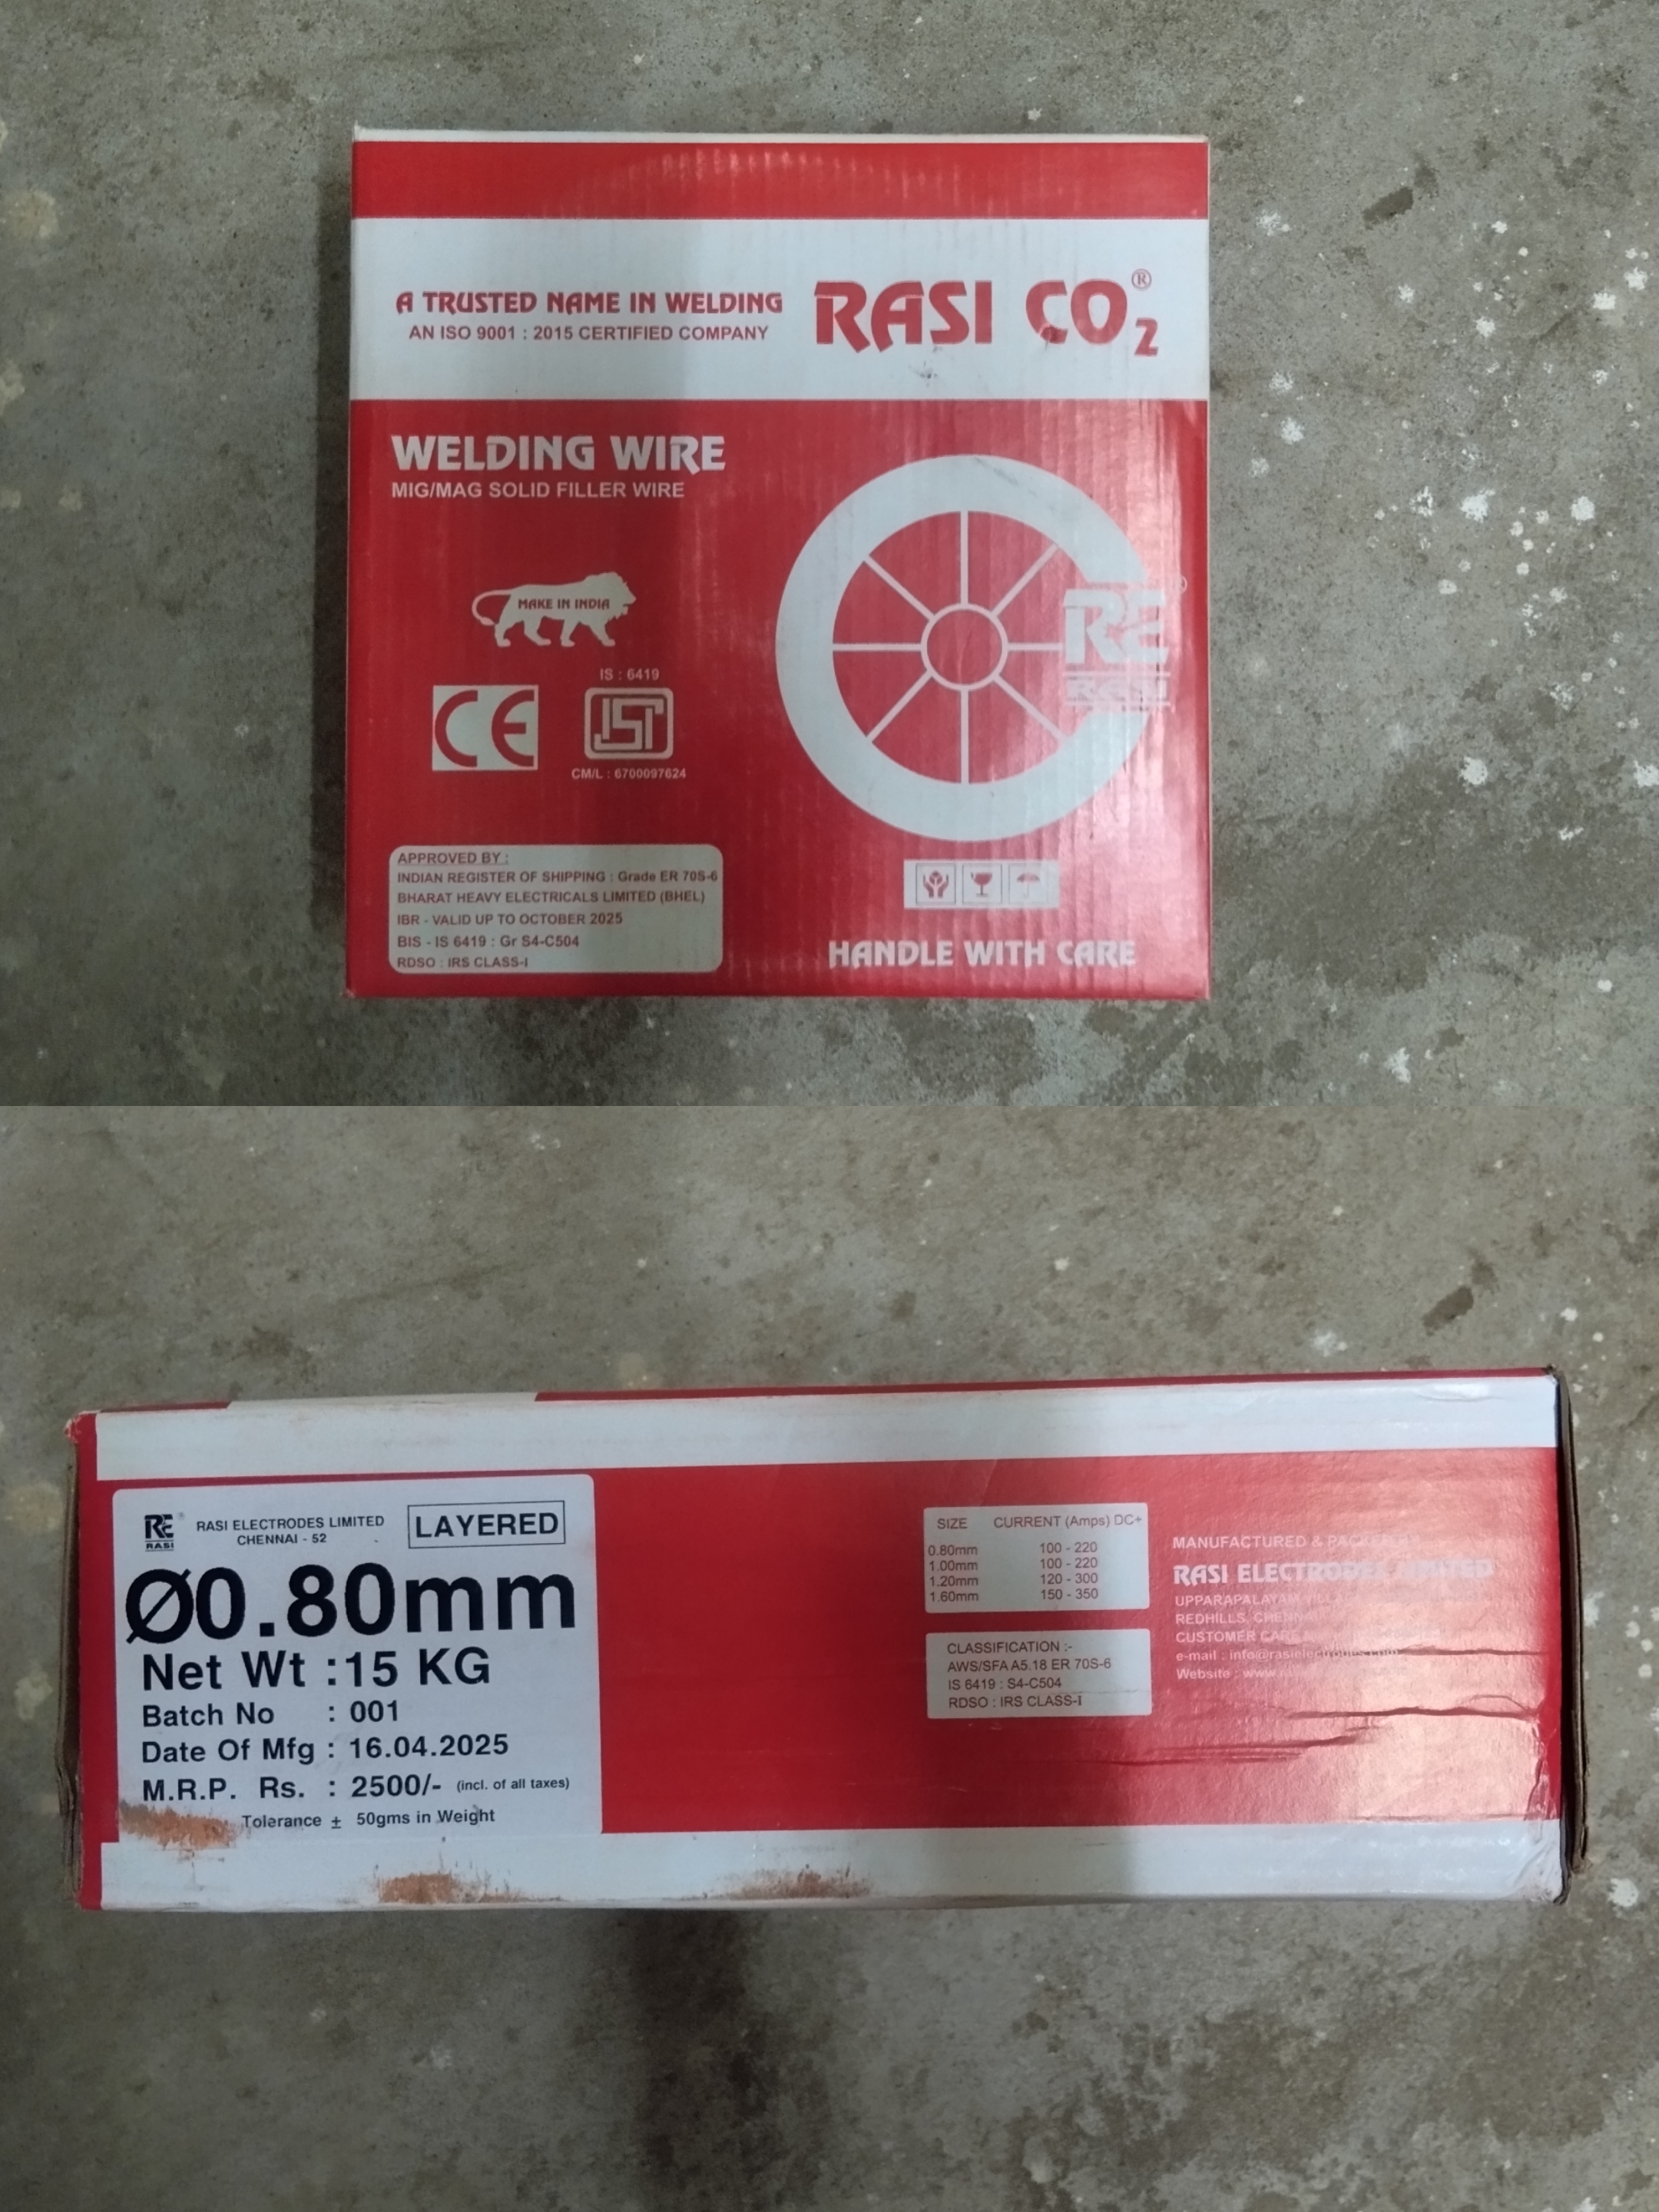 A TRUSTED NAME IN WELDING
AN ISO 9001 : 2015 CERTIFIED COMPANY
RASI CO2®
WELDING WIRE
MIG/MAG SOLID FILLER WIRE
MAKE IN INDIA
IS : 6419
CE
ISI
CM/L : 6700097624
RE®
RASI
APPROVED BY :
INDIAN REGISTER OF SHIPPING : Grade ER 70S-6
BHARAT HEAVY ELECTRICALS LIMITED (BHEL)
IBR - VALID UP TO OCTOBER 2025
BIS - IS 6419 : Gr S4-C504
RDSO : IRS CLASS-I
HANDLE WITH CARE
RE
RASI
RASI ELECTRODES LIMITED
CHENNAI - 52
LAYERED
Ø0.80mm
Net Wt :15 KG
Batch No : 001
Date Of Mfg : 16.04.2025
M.R.P. Rs. : 2500/- (incl. of all taxes)
Tolerance ± 50gms in Weight
SIZE CURRENT (Amps) DC+
0.80mm 100 - 220
1.00mm 100 - 220
1.20mm 120 - 300
1.60mm 150 - 350
CLASSIFICATION :-
AWS/SFA A5.18 ER 70S-6
IS 6419 : S4-C504
RDSO : IRS CLASS-I
MANUFACTURED &
RASI ELECTRODES LIMITED
UPPARAPALAYAM
REDHILLS, CHENNAI
CUSTOMER CARE
e-mail : info@rasielectrodes.com
Website :